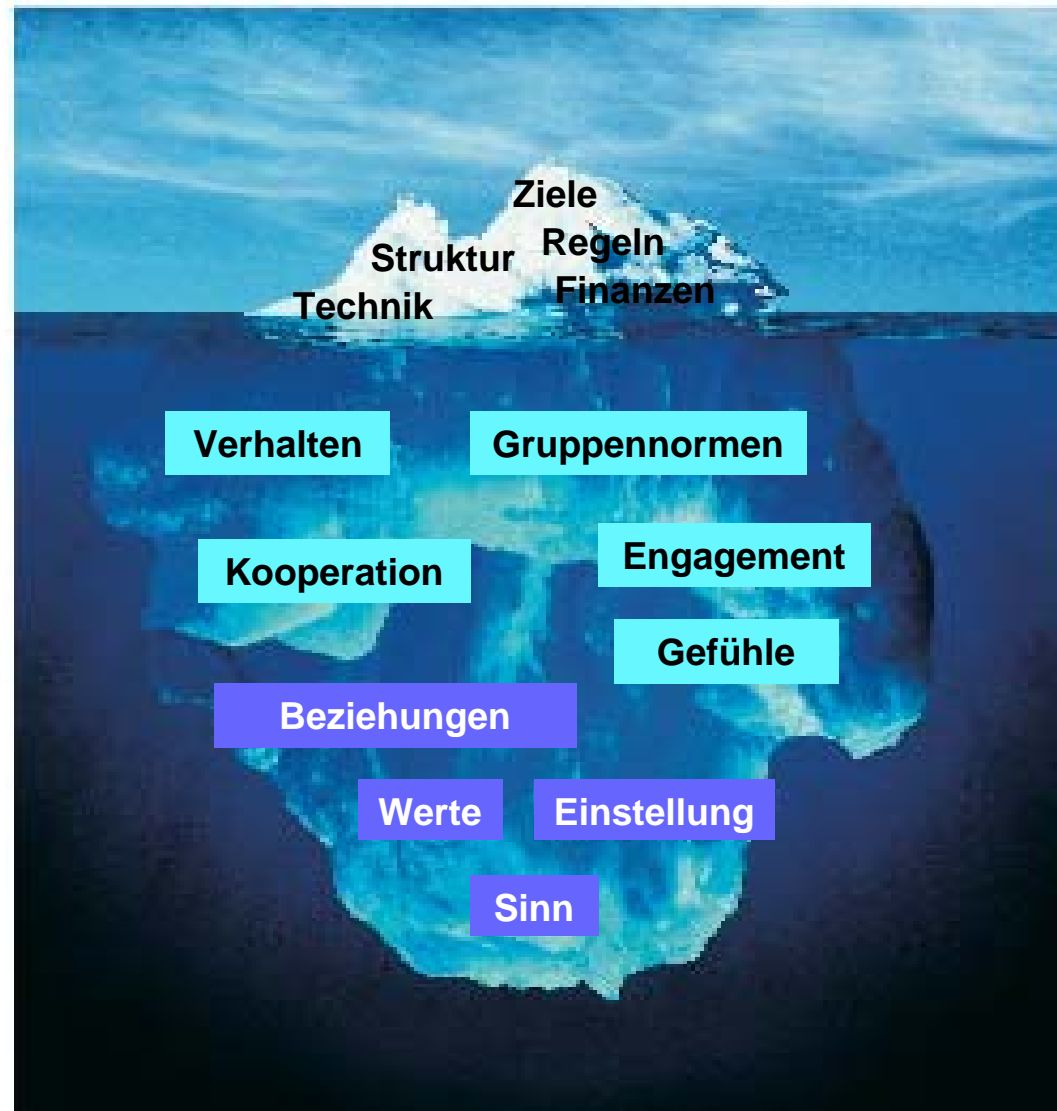 Ziele
Regeln
Struktur
Finanzen
Technik
Verhalten
Gruppennormen
Engagement
Kooperation
Gefühle
Beziehungen
Werte
Einstellung
Sinn